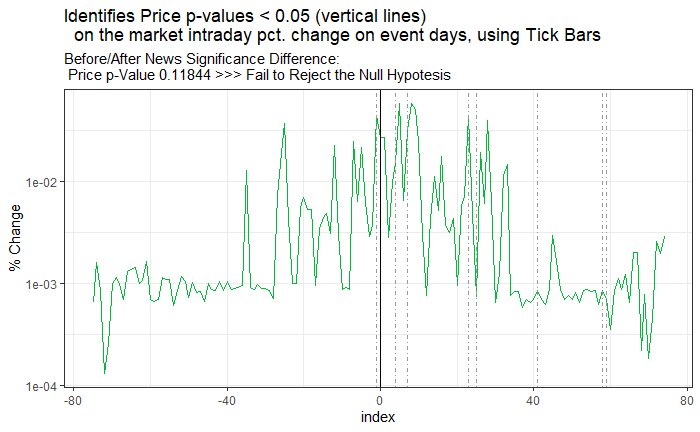 Identifies Price p-values < 0.05 (vertical lines)
on the market intraday pct. change on event days, using Tick Bars
Before/After News Significance Difference:
Price p-Value 0.11844 >>> Fail to Reject the Null Hypotesis
% Change
1e-02
1e-03
1e-04
-80
-40
0
40
80
index